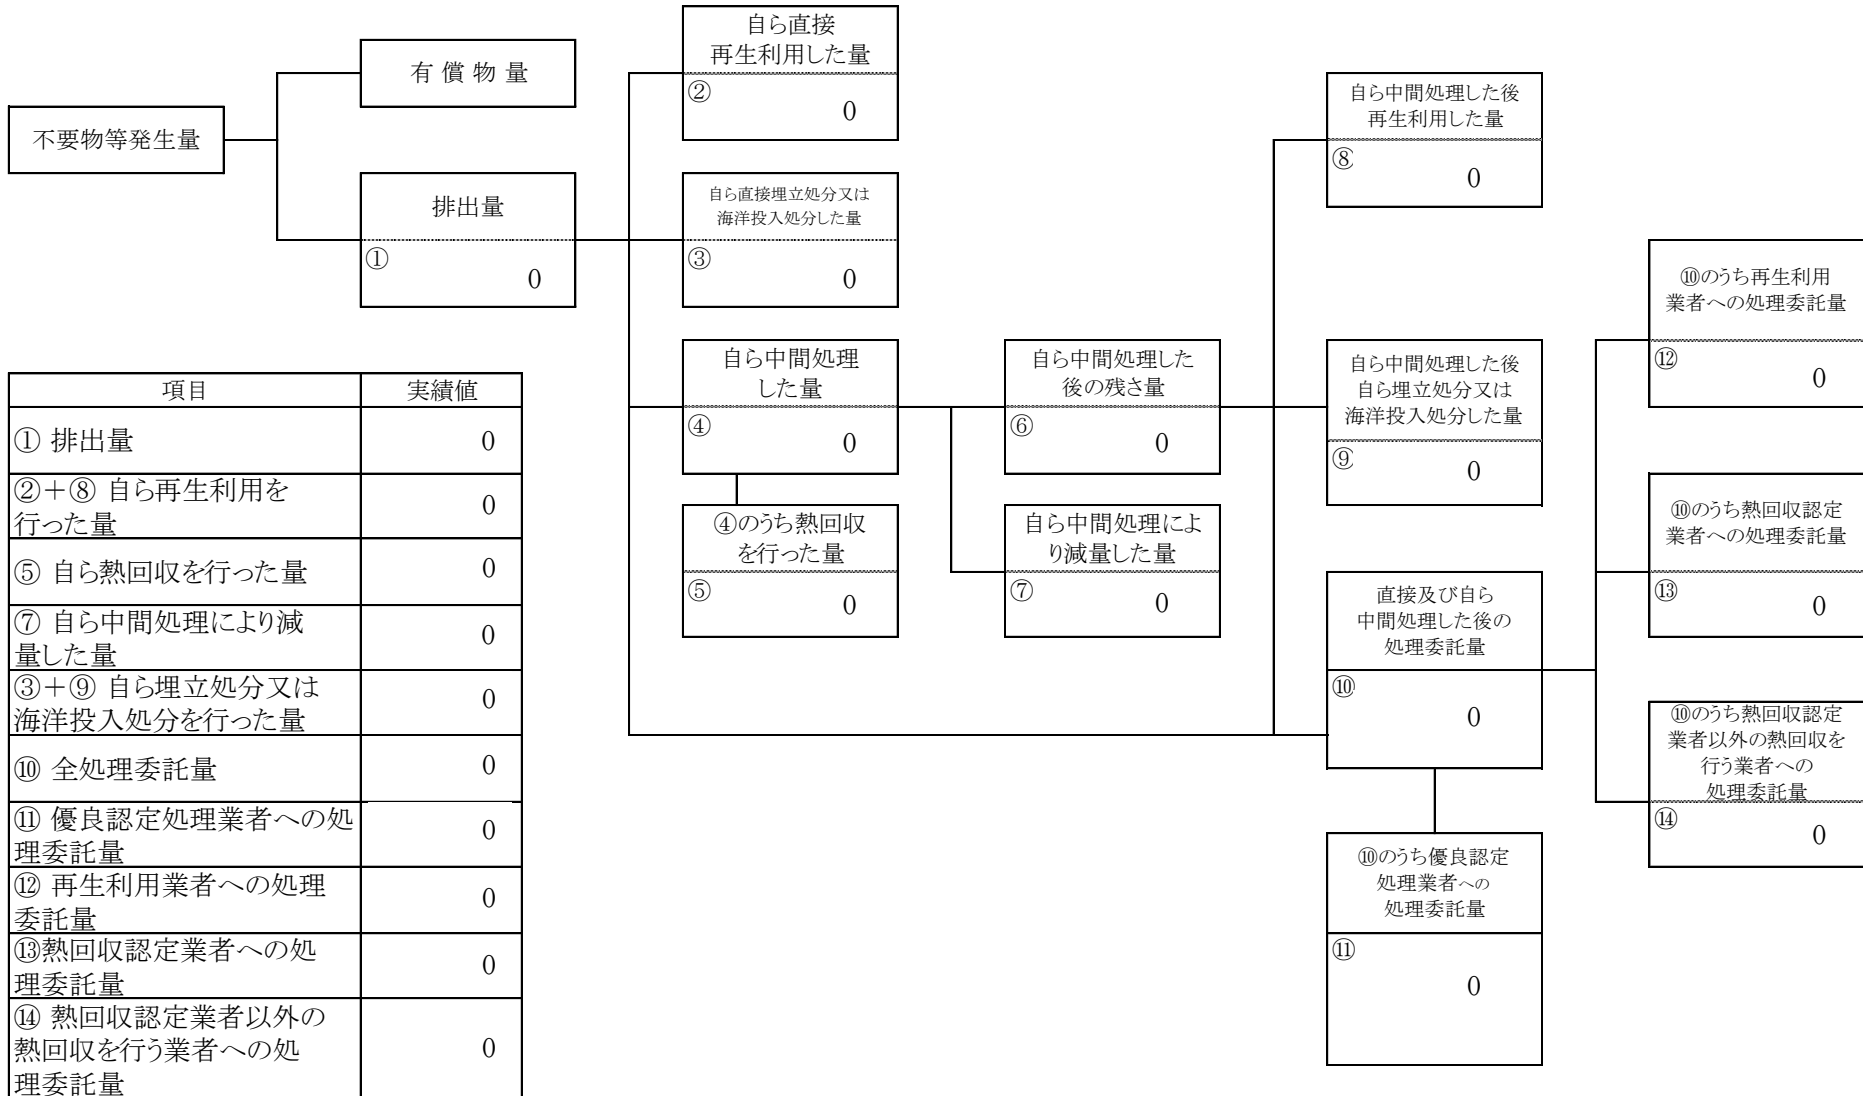 不要物等発生量
有 償 物 量
排出量
①
0
自ら直接
再生利用した量
②
0
自ら直接埋立処分又は
海洋投入処分した量
③
0
自ら中間処理
した量
④
0
④のうち熱回収
を行った量
⑤
0
自ら中間処理した
後の残さ量
⑥
0
自ら中間処理によ
り減量した量
⑦
0
自ら中間処理した後
再生利用した量
⑧
0
自ら中間処理した後
自ら埋立処分又は
海洋投入処分した量
⑨
0
直接及び自ら
中間処理した後の
処理委託量
⑩
0
⑩のうち優良認定
処理業者への
処理委託量
⑪
0
⑩のうち再生利用
業者への処理委託量
⑫
0
⑩のうち熱回収認定
業者への処理委託量
⑬
0
⑩のうち熱回収認定
業者以外の熱回収を
行う業者への
処理委託量
⑭
0
項目 実績値
① 排出量 0
②＋⑧ 自ら再生利用を
行った量 0
⑤ 自ら熱回収を行った量 0
⑦ 自ら中間処理により減
量した量 0
③＋⑨ 自ら埋立処分又は
海洋投入処分を行った量 0
⑩ 全処理委託量 0
⑪ 優良認定処理業者への処
理委託量 0
⑫ 再生利用業者への処理
委託量 0
⑬熱回収認定業者への処
理委託量 0
⑭ 熱回収認定業者以外の
熱回収を行う業者への処 0
理委託量